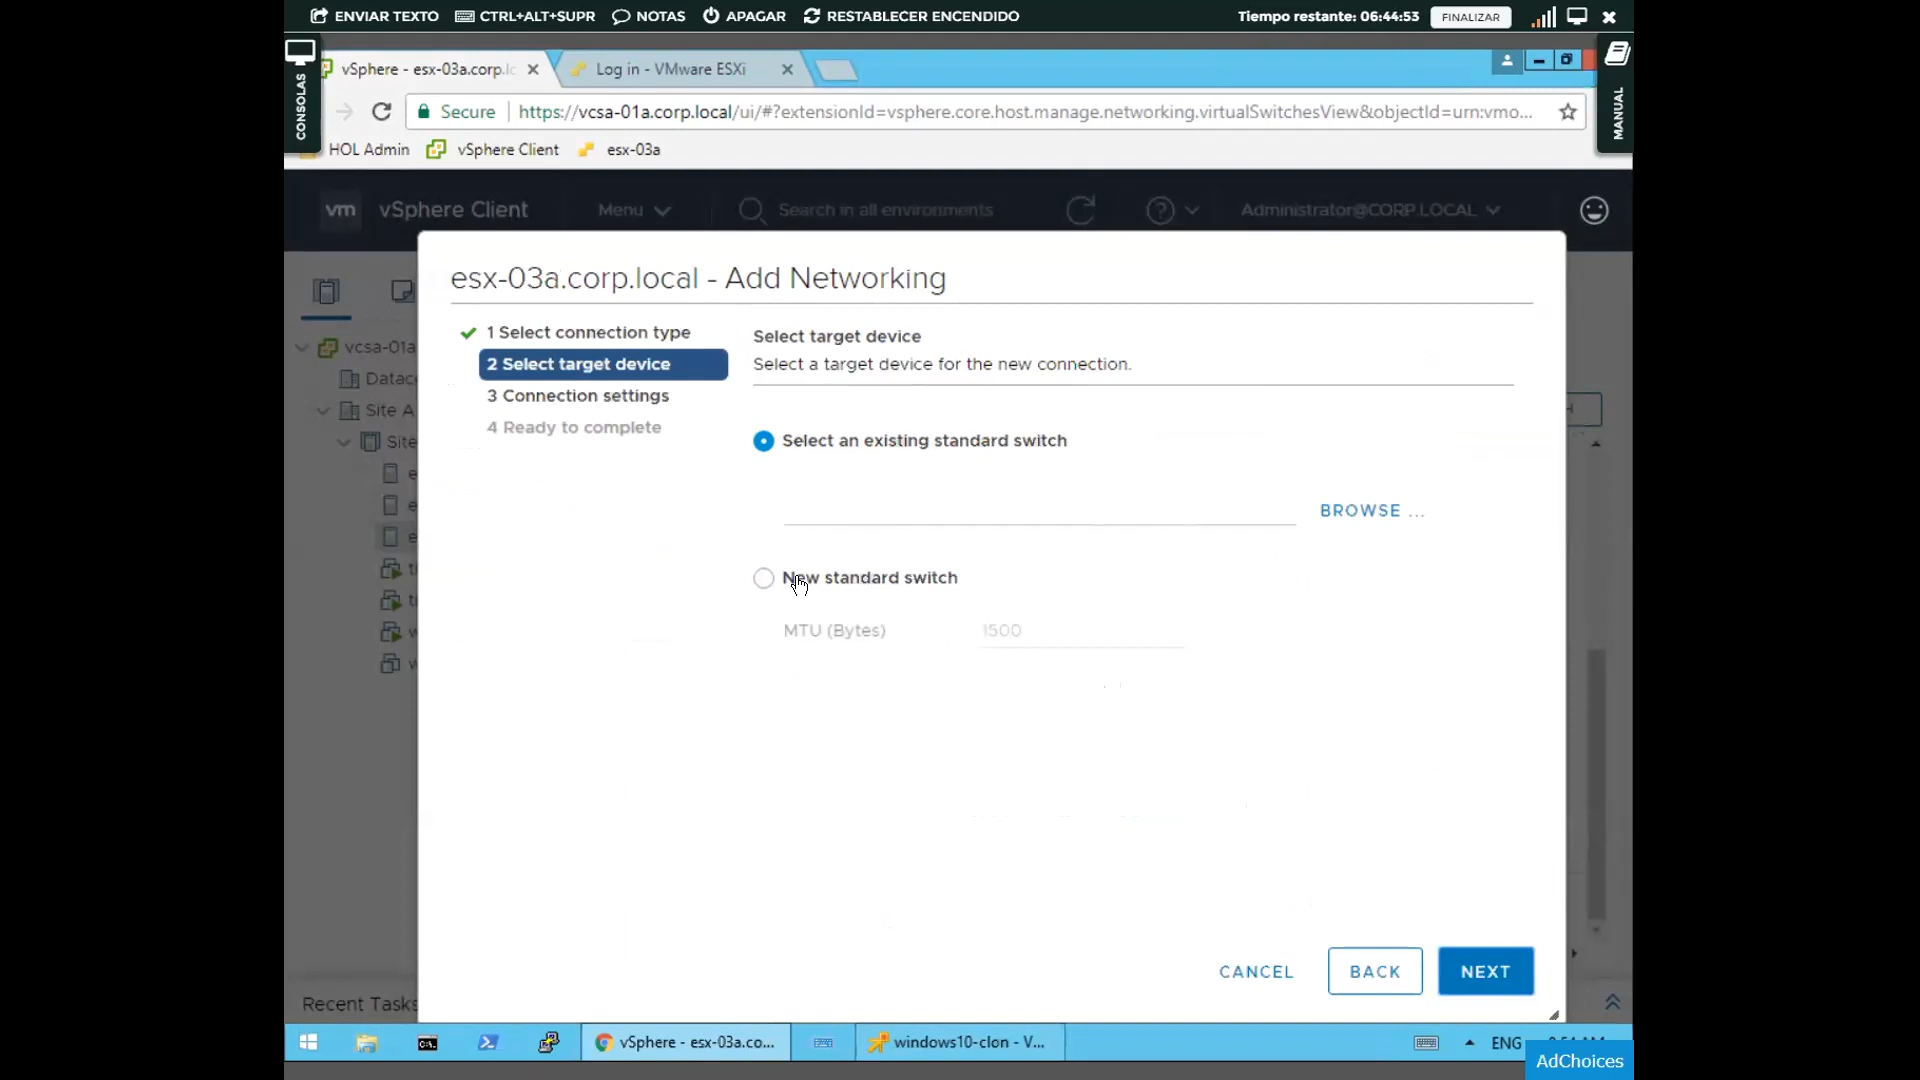 ENVIAR TEXTO CTRL+ALT+SUPR NOTAS APAGAR RESTABLECER ENCENDIDO Tiempo restante: 06:44:53 FINALIZAR
CONSOLAS
MANUAL
vSphere - esx-03a.corp.lo Log in - VMware ESXi
Secure https://vcsa-01a.corp.local/ui/#?extensionId=vsphere.core.host.manage.networking.virtualSwitchesView&objectId=urn:vmo...
HOL Admin vSphere Client esx-03a
vm vSphere Client Menu Search in all environments Administrator@CORP.LOCAL
esx-03a.corp.local - Add Networking
1 Select connection type
2 Select target device
3 Connection settings
4 Ready to complete
Select target device
Select a target device for the new connection.
Select an existing standard switch
BROWSE ...
New standard switch
MTU (Bytes) 1500
vcsa-01a
Datac
Site A
Site
CANCEL BACK NEXT
Recent Tasks
vSphere - esx-03a.co... windows10-clon - V... ENG
AdChoices